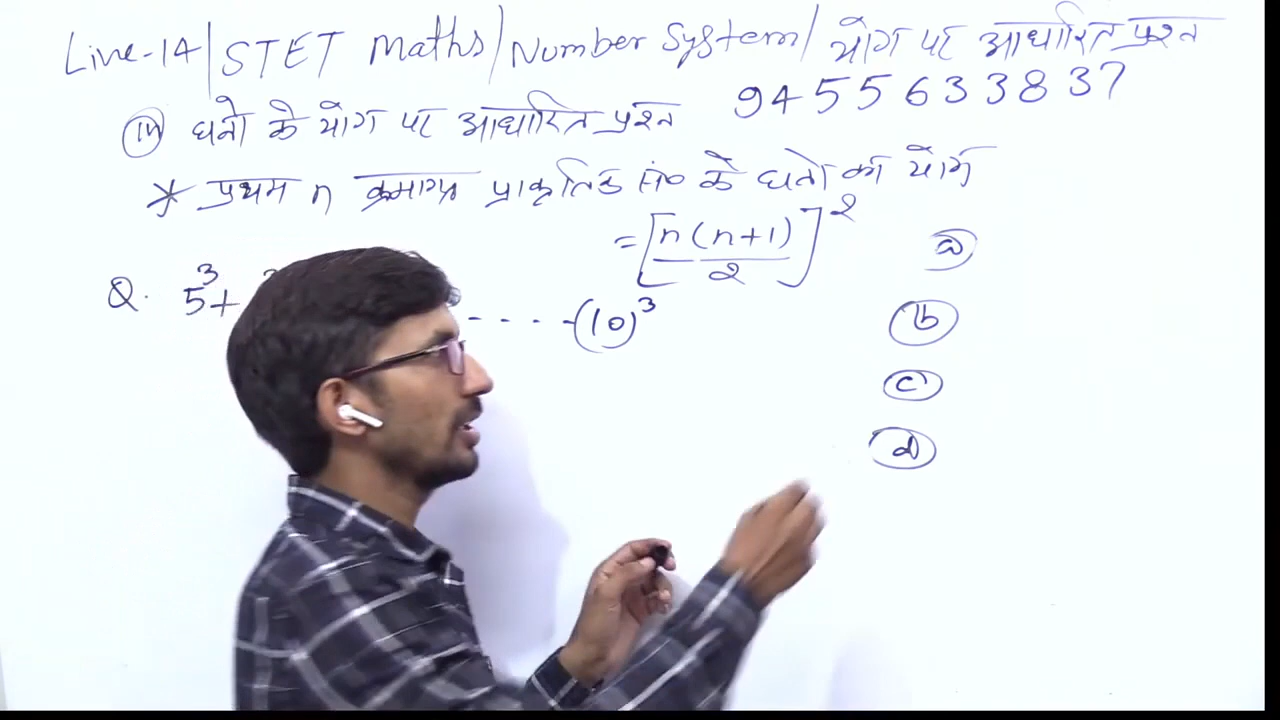 Live-14/STET Maths/Number System/योग पर आधारित प्रश्न
9455633837
(iv) घनो के योग पर आधारित प्रश्न
* प्रथम n क्रमागत प्राकृतिक सं० के घनो का योग
= [n(n+1)/2]²
Q. 5³+ ----(10)³
(a)
(b)
(c)
(d)